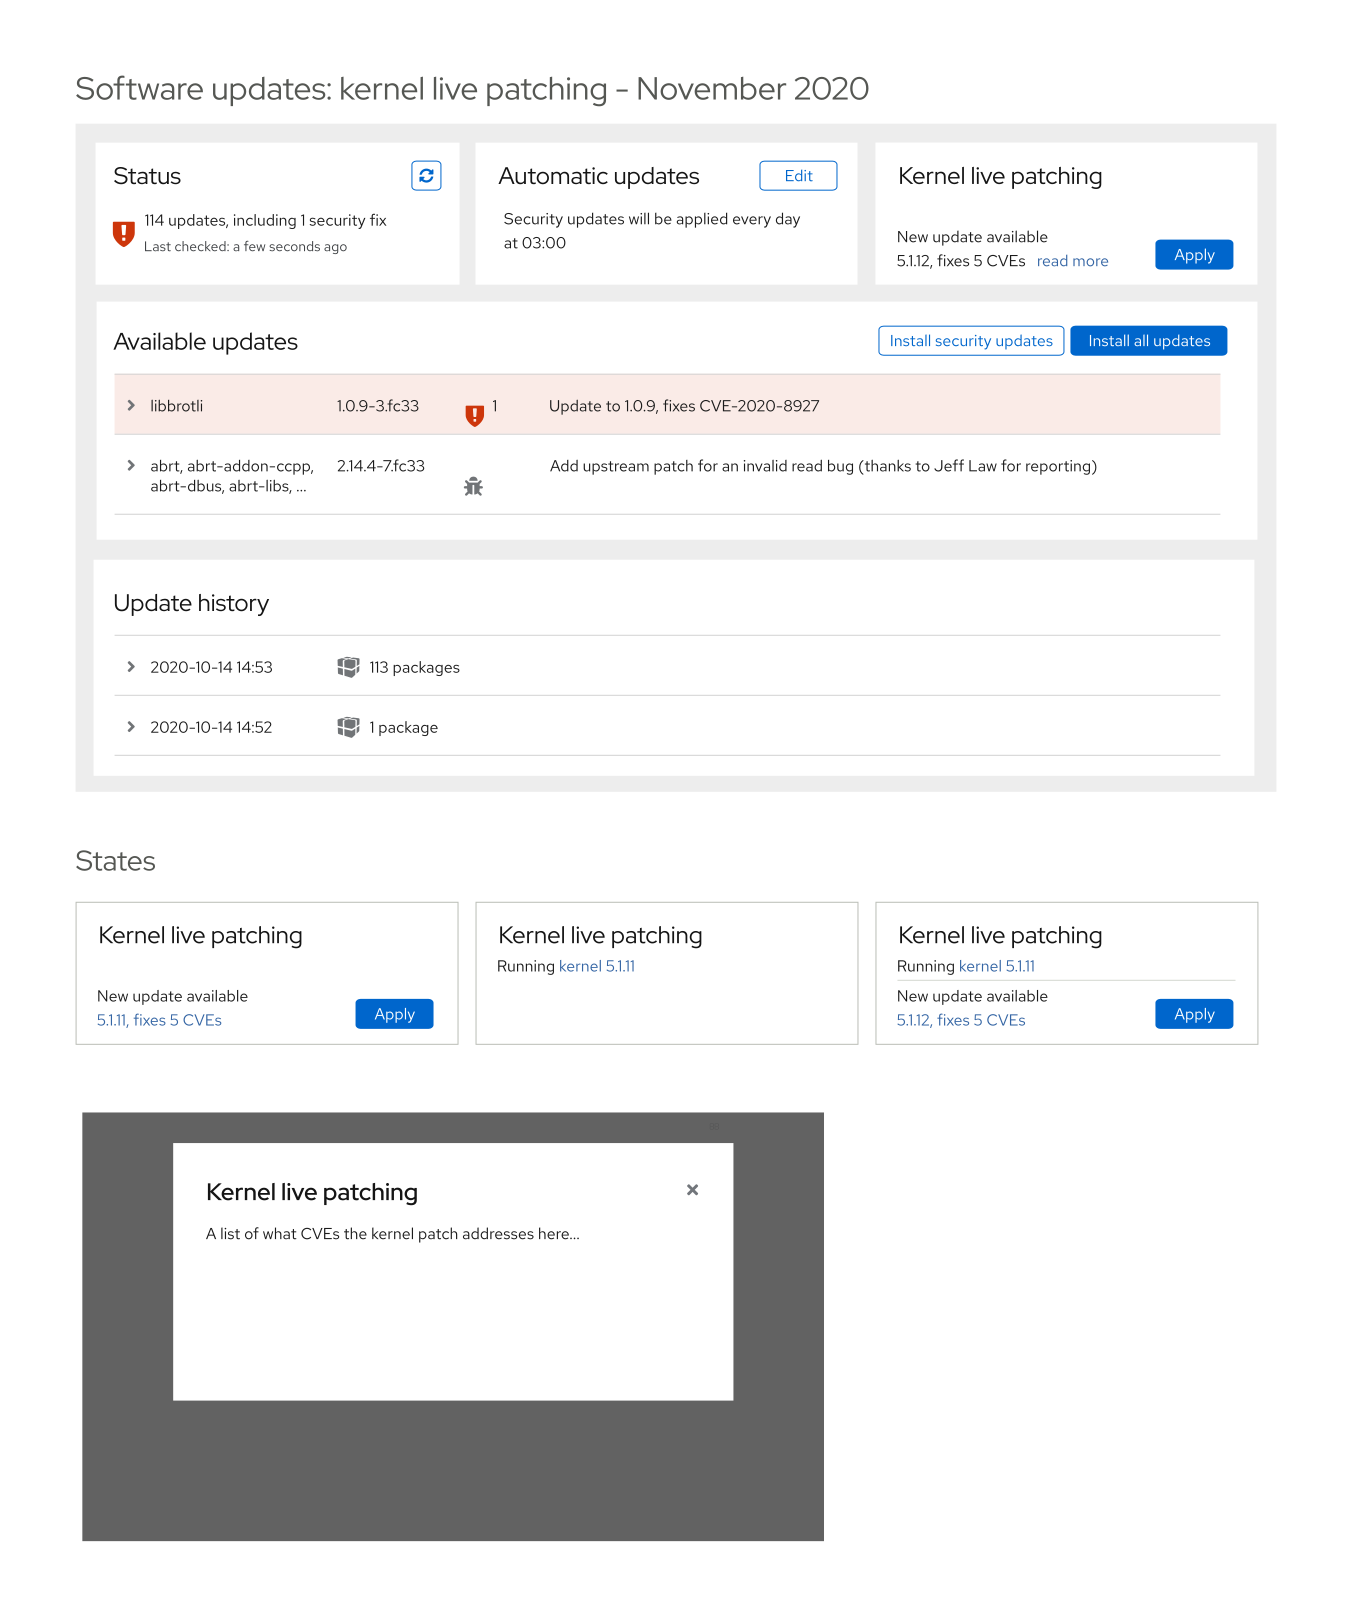 Software updates: kernel live patching - November 2020
Status
114 updates, including 1 security fix
Last checked: a few seconds ago
Automatic updates
Edit
Security updates will be applied every day
at 03:00
Kernel live patching
New update available
5.1.12, fixes 5 CVEs read more
Apply
Available updates
Install security updates
Install all updates
libbrotli 1.0.9-3.fc33 1 Update to 1.0.9, fixes CVE-2020-8927
abrt, abrt-addon-ccpp, 2.14.4-7.fc33 Add upstream patch for an invalid read bug (thanks to Jeff Law for reporting)
abrt-dbus, abrt-libs, ...
Update history
2020-10-14 14:53 113 packages
2020-10-14 14:52 1 package
States
Kernel live patching
New update available
5.1.11, fixes 5 CVEs
Apply
Kernel live patching
Running kernel 5.1.11
Kernel live patching
Running kernel 5.1.11
New update available
5.1.12, fixes 5 CVEs
Apply
Kernel live patching
A list of what CVEs the kernel patch addresses here...